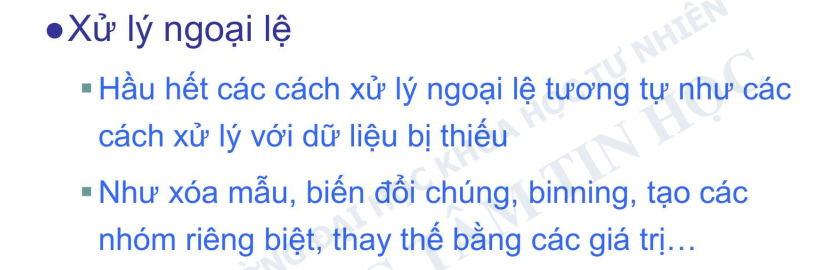 ●Xử lý ngoại lệ
▪Hầu hết các cách xử lý ngoại lệ tương tự như các
cách xử lý với dữ liệu bị thiếu
▪Như xóa mẫu, biến đổi chúng, binning, tạo các
nhóm riêng biệt, thay thế bằng các giá trị…
ĐẠI HỌC KHOA HỌC TỰ NHIÊN
TÂM TIN HỌC